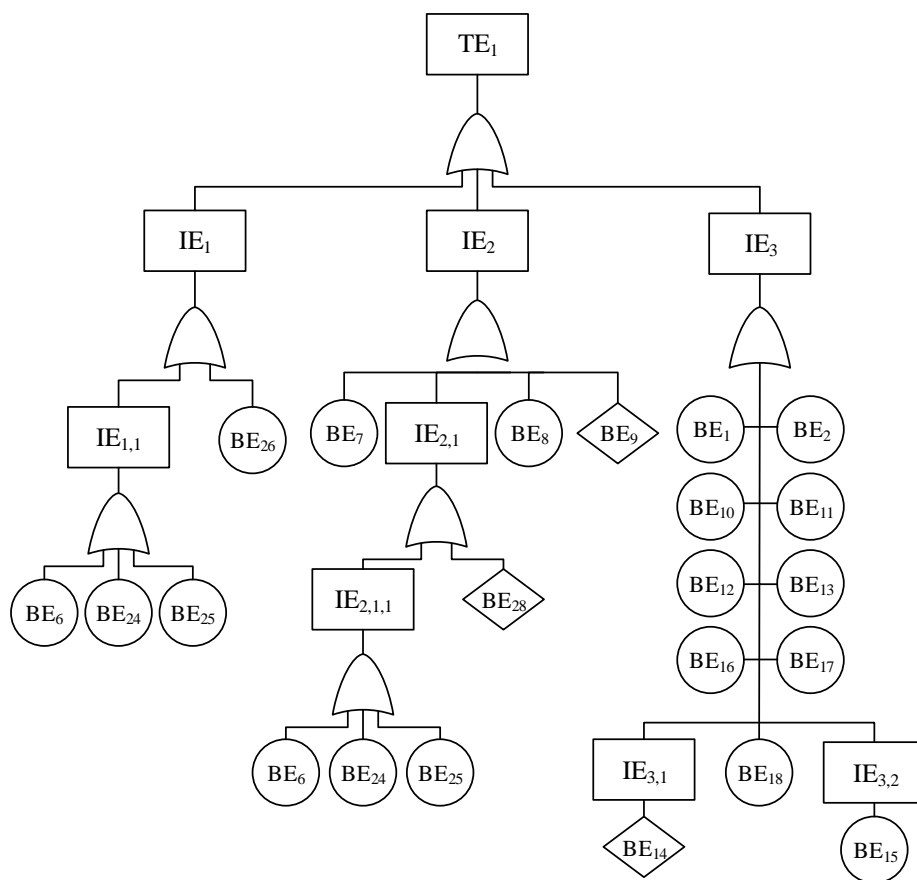 TE₁
IE₁
IE₂
IE₃
IE₁,₁
BE₂₆
BE₇
IE₂,₁
BE₈
BE₉
BE₁
BE₂
BE₁₀
BE₁₁
BE₆
BE₂₄
BE₂₅
IE₂,₁,₁
BE₂₈
BE₁₂
BE₁₃
BE₁₆
BE₁₇
BE₆
BE₂₄
BE₂₅
IE₃,₁
BE₁₈
IE₃,₂
BE₁₄
BE₁₅